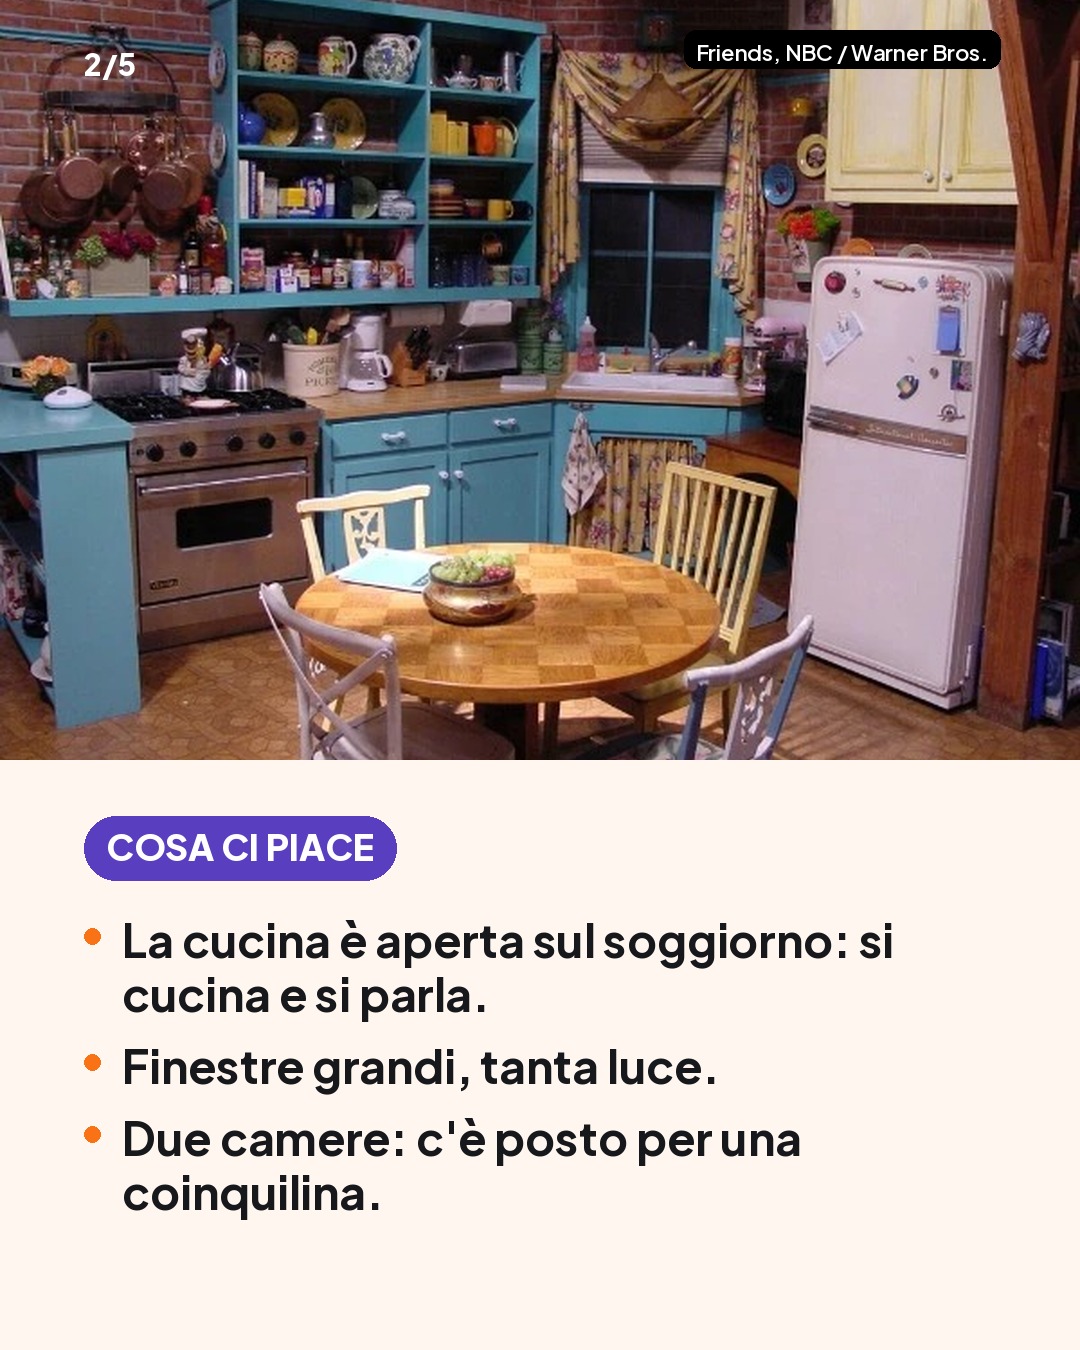 2/5
Friends, NBC / Warner Bros.
COSA CI PIACE
La cucina è aperta sul soggiorno: si
cucina e si parla.
Finestre grandi, tanta luce.
Due camere: c'è posto per una
coinquilina.